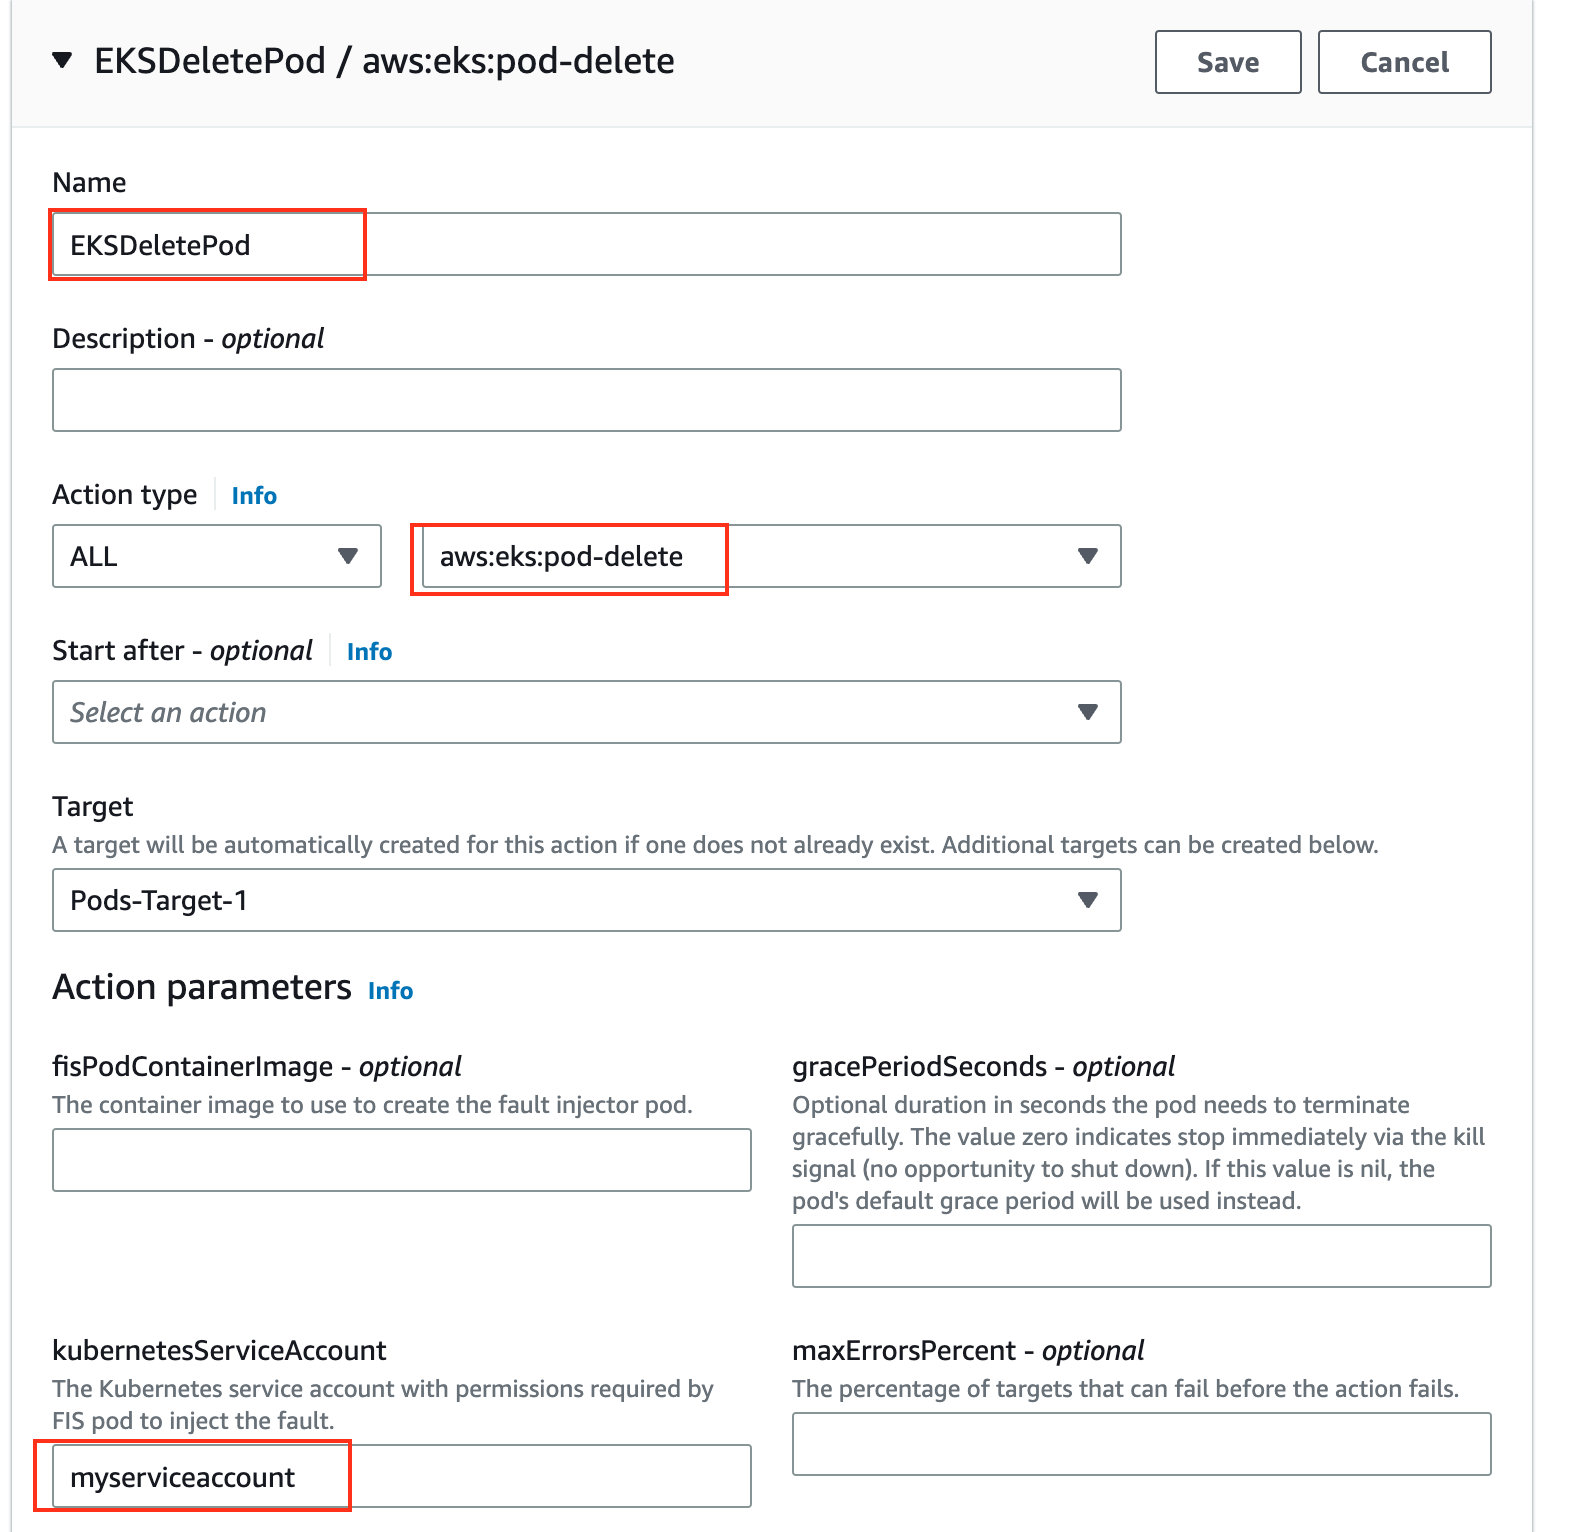 EKSDeletePod / aws:eks:pod-delete
Save
Cancel
Name
EKSDeletePod
Description - optional
Action type
Info
ALL
aws:eks:pod-delete
Start after - optional
Info
Select an action
Target
A target will be automatically created for this action if one does not already exist. Additional targets can be created below.
Pods-Target-1
Action parameters
Info
fisPodContainerImage - optional
The container image to use to create the fault injector pod.
gracePeriodSeconds - optional
Optional duration in seconds the pod needs to terminate
gracefully. The value zero indicates stop immediately via the kill
signal (no opportunity to shut down). If this value is nil, the
pod's default grace period will be used instead.
kubernetesServiceAccount
The Kubernetes service account with permissions required by
FIS pod to inject the fault.
myserviceaccount
maxErrorsPercent - optional
The percentage of targets that can fail before the action fails.